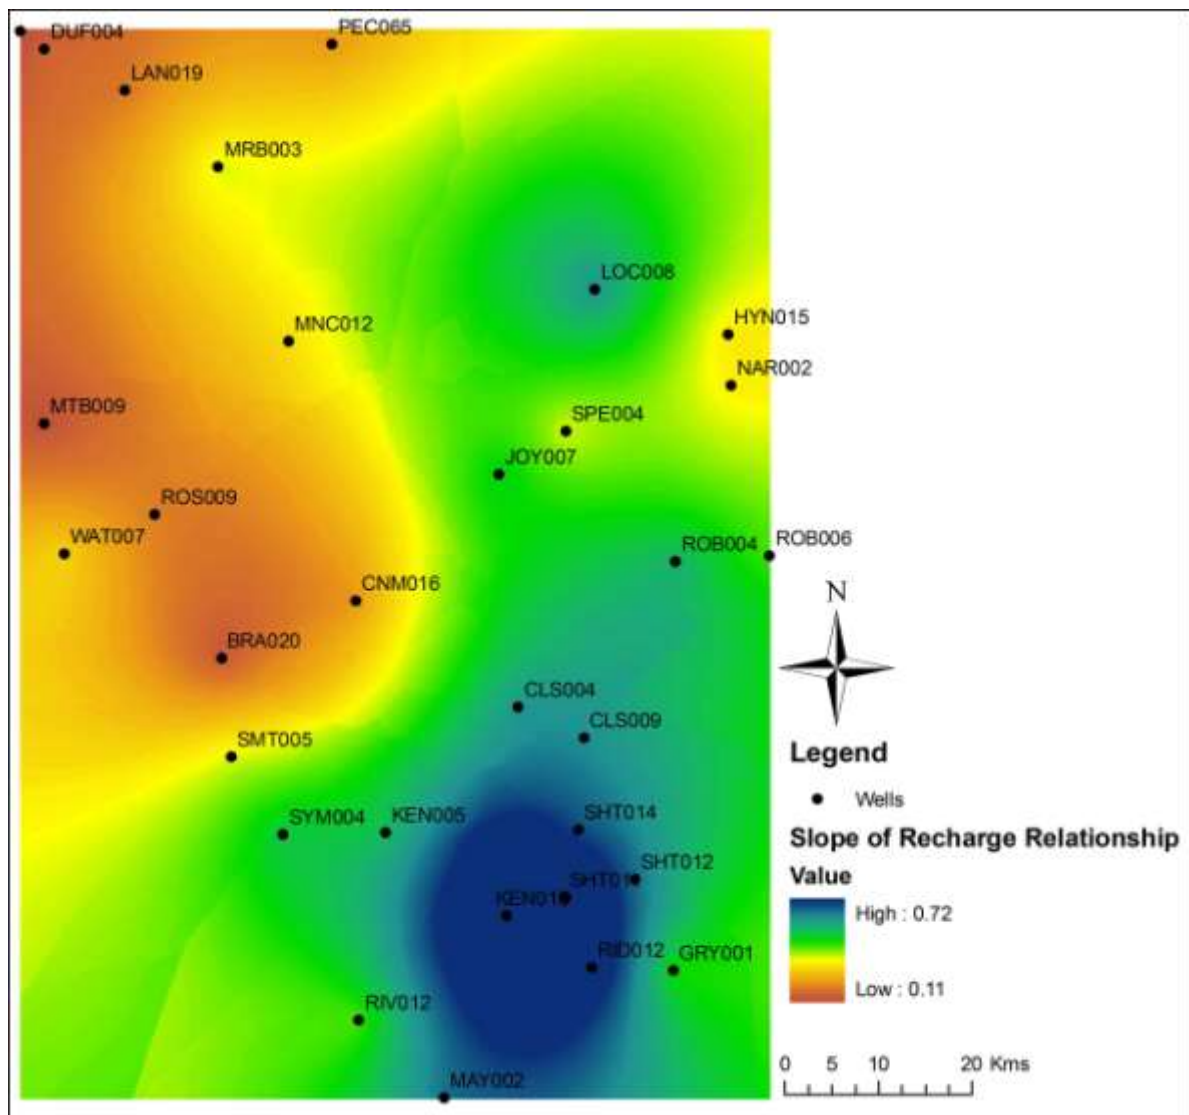 DUF004
PEC065
LAN019
MRB003
LOC008
HYN015
MNC012
NAR002
MTB009
SPE004
JOY007
ROS009
WAT007
ROB004
ROB006
CNM016
BRA020
CLS004
CLS009
SMT005
SYM004
KEN005
SHT014
SHT012
RID012
GRY001
RIV012
MAY002
N
Legend
Wells
Slope of Recharge Relationship
Value
High : 0.72
Low : 0.11
0 5 10 20 Kms